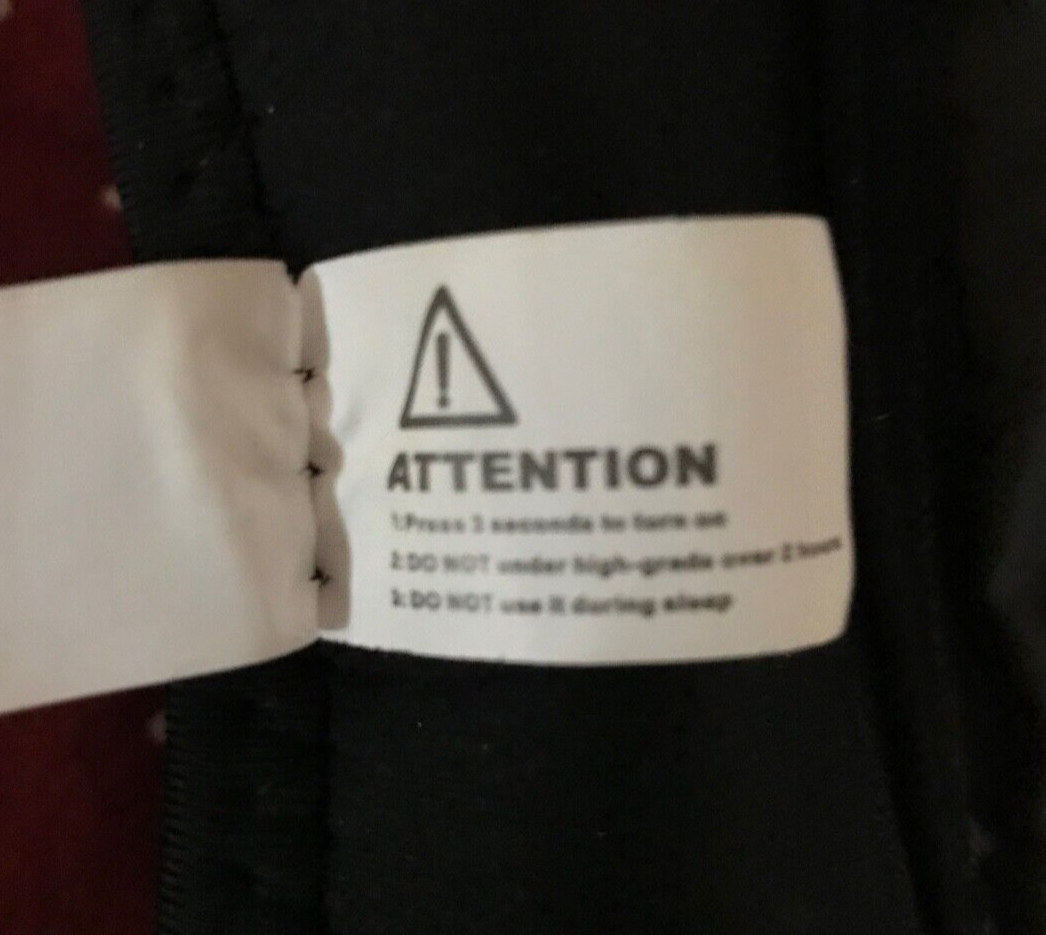 ATTENTION
1.Press 3 seconds to turn on
2:DO NOT under high-grade over 2 hours
3:DO NOT use it during sleep